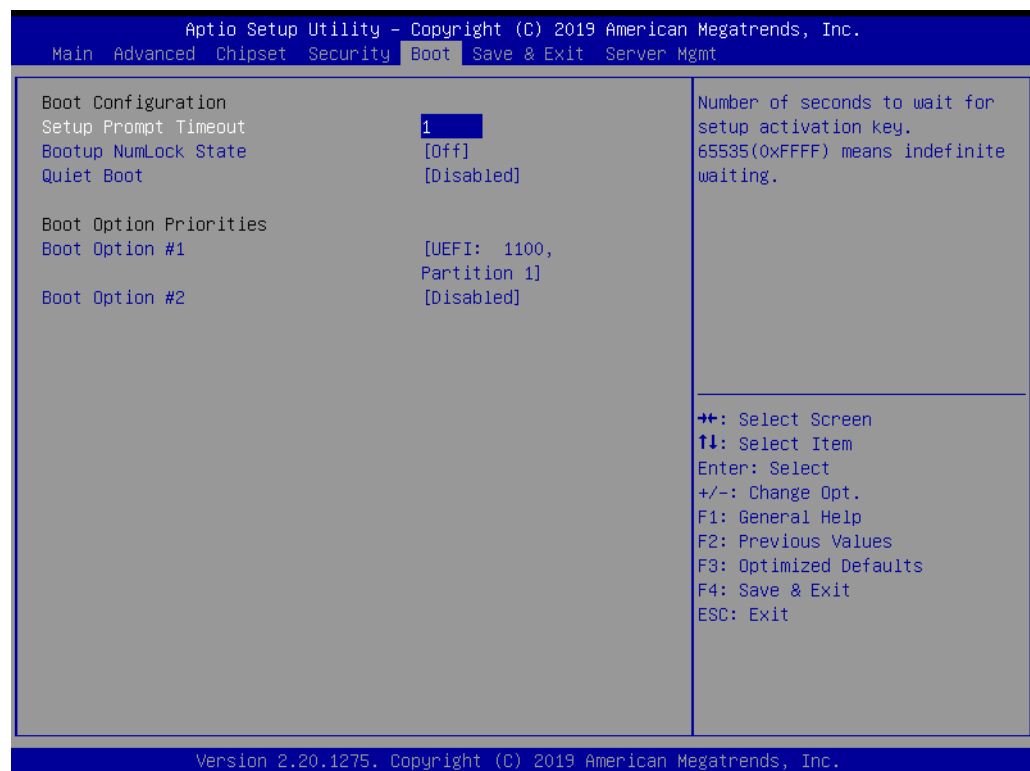 Aptio Setup Utility – Copyright (C) 2019 American Megatrends, Inc.
Main Advanced Chipset Security Boot Save & Exit Server Mgmt
Boot Configuration
Setup Prompt Timeout 1
Bootup NumLock State [Off]
Quiet Boot [Disabled]
Boot Option Priorities
Boot Option #1 [UEFI: 1100,
Partition 1]
Boot Option #2 [Disabled]
Number of seconds to wait for
setup activation key.
65535(0xFFFF) means indefinite
waiting.
→←: Select Screen
↑↓: Select Item
Enter: Select
+/-: Change Opt.
F1: General Help
F2: Previous Values
F3: Optimized Defaults
F4: Save & Exit
ESC: Exit
Version 2.20.1275. Copyright (C) 2019 American Megatrends, Inc.